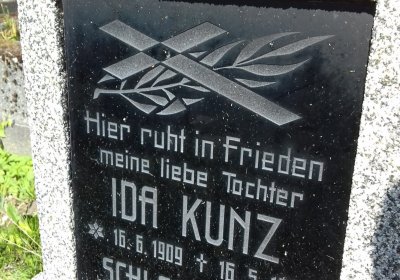 Hier ruht in Frieden
meine liebe Tochter
IDA KUNZ
* 16.6.1909 † 16.5.